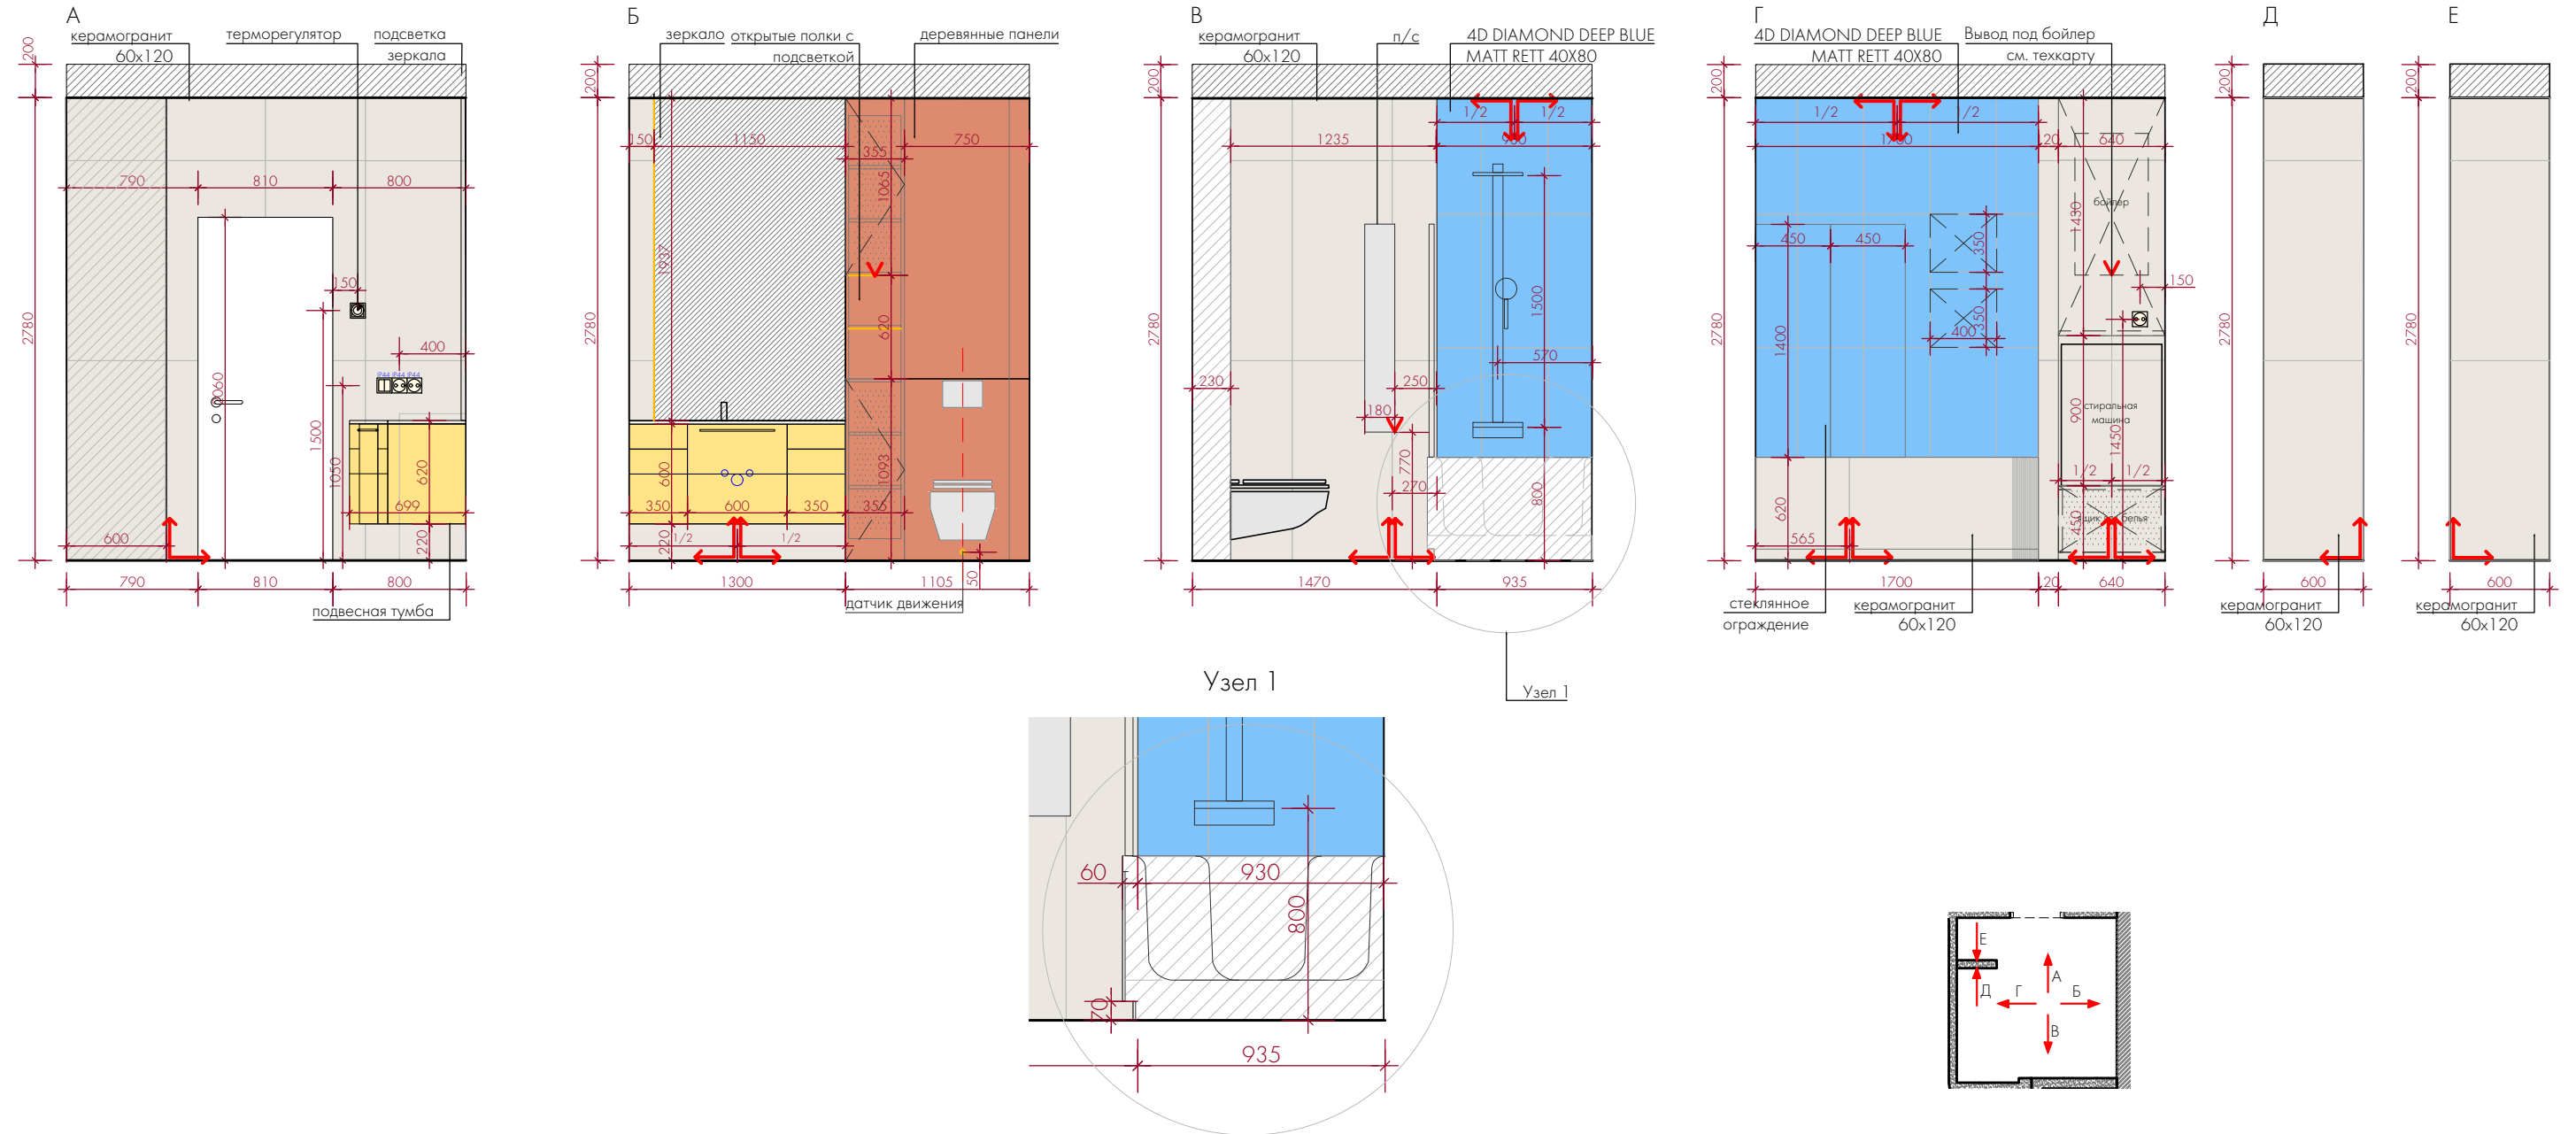 А
керамогранит
60х120
терморегулятор
подсветка
зеркала
200
2780
790
810
800
2060
150
400
IP44 IP44 IP44
1500
1050
620
699
220
600
790
810
800
подвесная тумба
Б
зеркало
открытые полки с
подсветкой
деревянные панели
200
2780
150
1150
355
750
1065
1937
620
1093
600
350
600
350
355
220
1/2
1/2
50
1300
1105
датчик движения
В
керамогранит
60х120
п/с
4D DIAMOND DEEP BLUE
MATT RETT 40X80
200
2780
1/2
1/2
1235
900
1500
570
230
250
180
770
270
800
1470
935
Узел 1
Г
4D DIAMOND DEEP BLUE
MATT RETT 40X80
Вывод под бойлер
см. техкарту
200
2780
1/2
1/2
1700
120
640
бойлер
1430
450
450
350
350
400
150
1400
стиральная
машина
900
1450
1/2
1/2
620
450
565
1700
120
640
стеклянное
ограждение
керамогранит
60х120
Д
200
2780
600
керамогранит
60х120
Е
200
2780
600
керамогранит
60х120
Узел 1
60
930
800
70
935
Е
Д
Г
А
Б
В